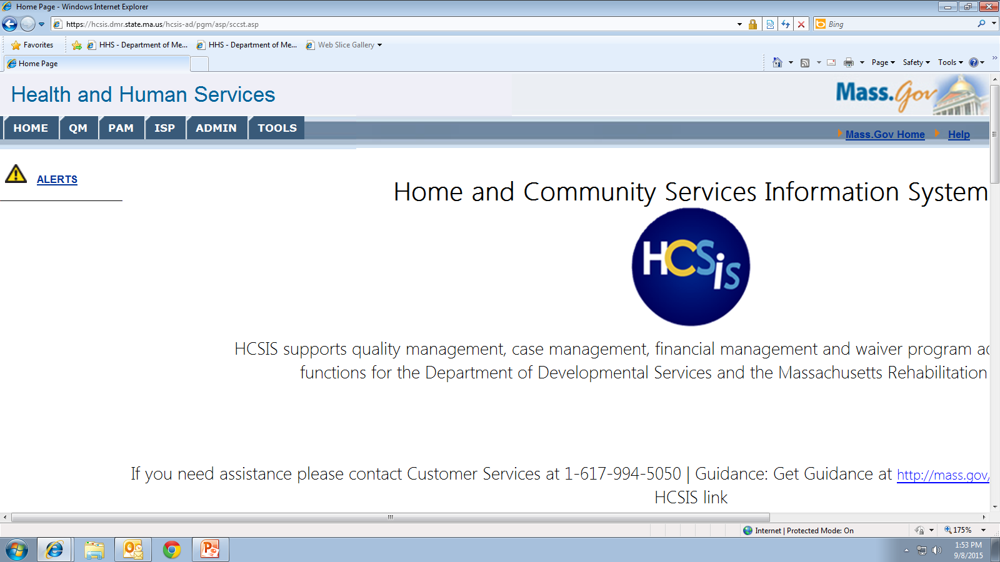 Home Page - Windows Internet Explorer
https://hcsis.dmr.state.ma.us/hcsis-ad/pgm/asp/sccst.asp
Bing
Favorites
HHS - Department of Me...
HHS - Department of Me...
Web Slice Gallery
Home Page
Page
Safety
Tools
Health and Human Services
Mass.Gov
HOME
QM
PAM
ISP
ADMIN
TOOLS
Mass.Gov Home
Help
ALERTS
Home and Community Services Information System
HCSiS
HCSIS supports quality management, case management, financial management and waiver program
functions for the Department of Developmental Services and the Massachusetts Rehabilitation
If you need assistance please contact Customer Services at 1-617-994-5050 | Guidance: Get Guidance at http://mass.gov/
HCSIS link
Internet | Protected Mode: On
175%
1:53 PM
9/8/2015